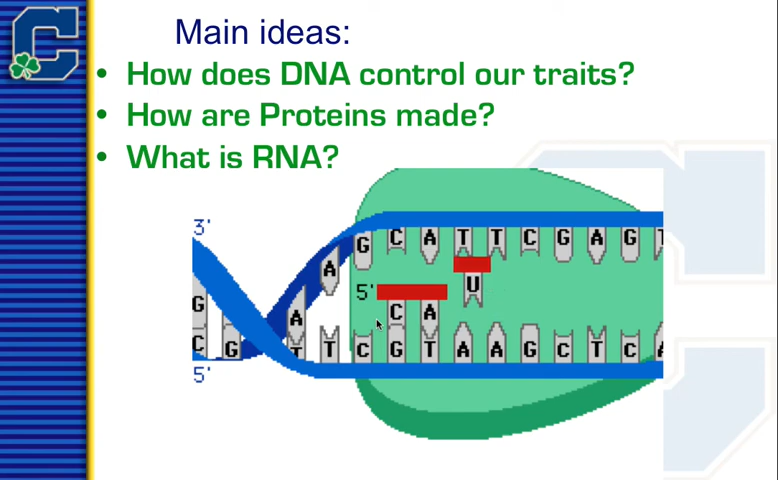 Main ideas:
• How does DNA control our traits?
• How are Proteins made?
• What is RNA?
3'
G C A T T C G A G T
A
5' U
G A C A
C G T T C G T A A G C T C A
5'